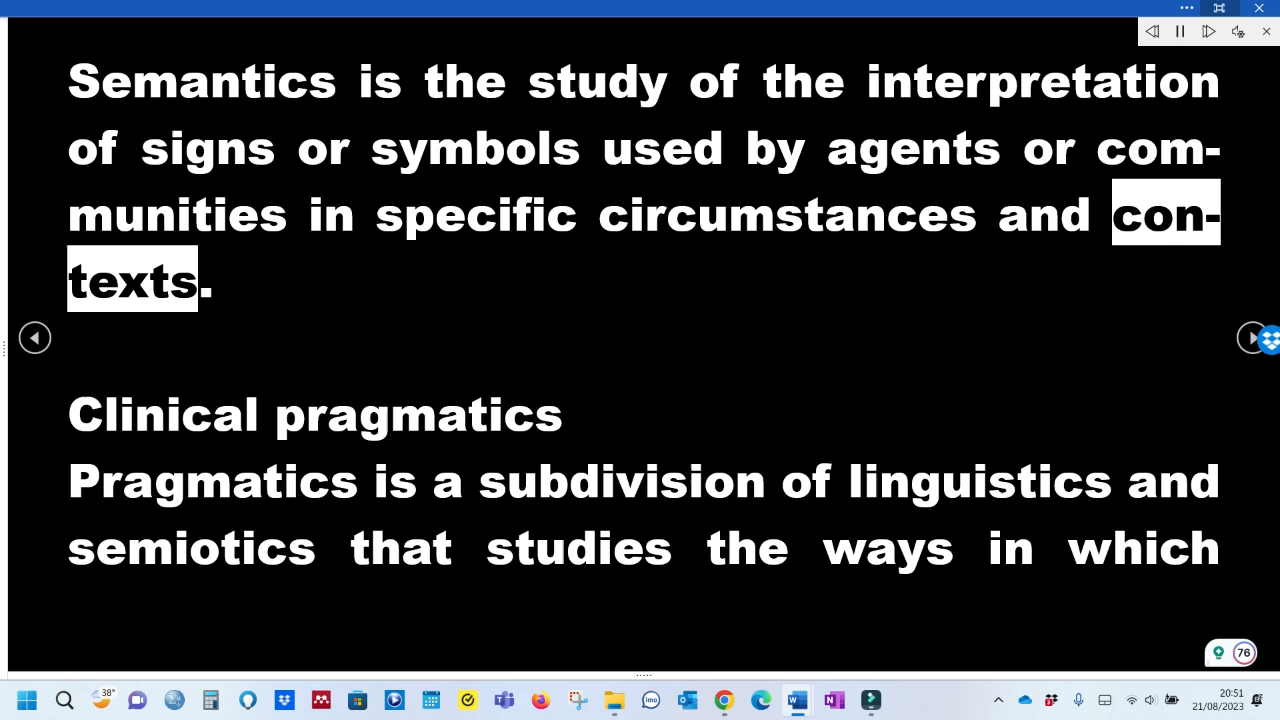 Semantics is the study of the interpretation
of signs or symbols used by agents or com-
munities in specific circumstances and con-
texts.
Clinical pragmatics
Pragmatics is a subdivision of linguistics and
semiotics that studies the ways in which
76
38°
20:51
21/08/2023